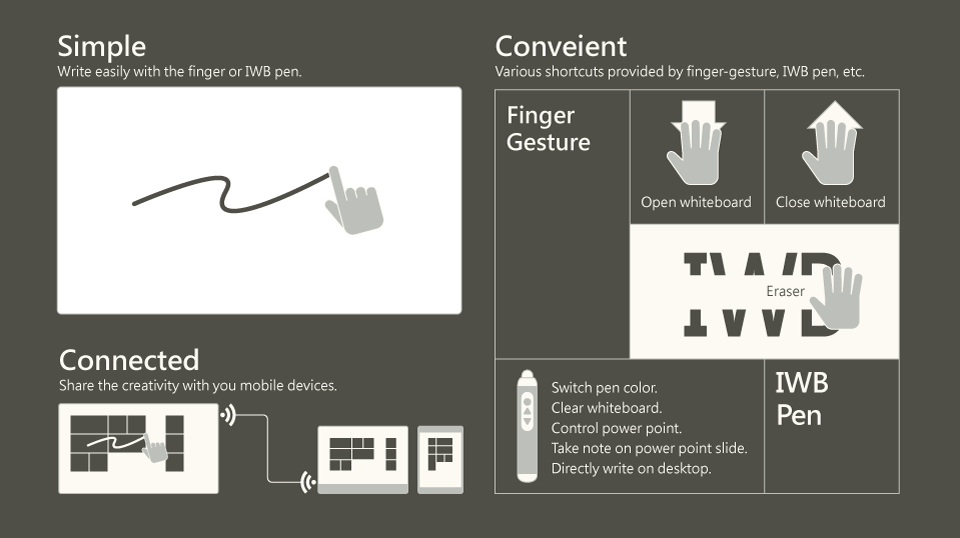 Simple
Write easily with the finger or IWB pen.
Connected
Share the creativity with you mobile devices.
Conveient
Various shortcuts provided by finger-gesture, IWB pen, etc.
Finger
Gesture
Open whiteboard
Close whiteboard
IWB
Eraser
Switch pen color.
Clear whiteboard.
Control power point.
Take note on power point slide.
Directly write on desktop.
IWB
Pen